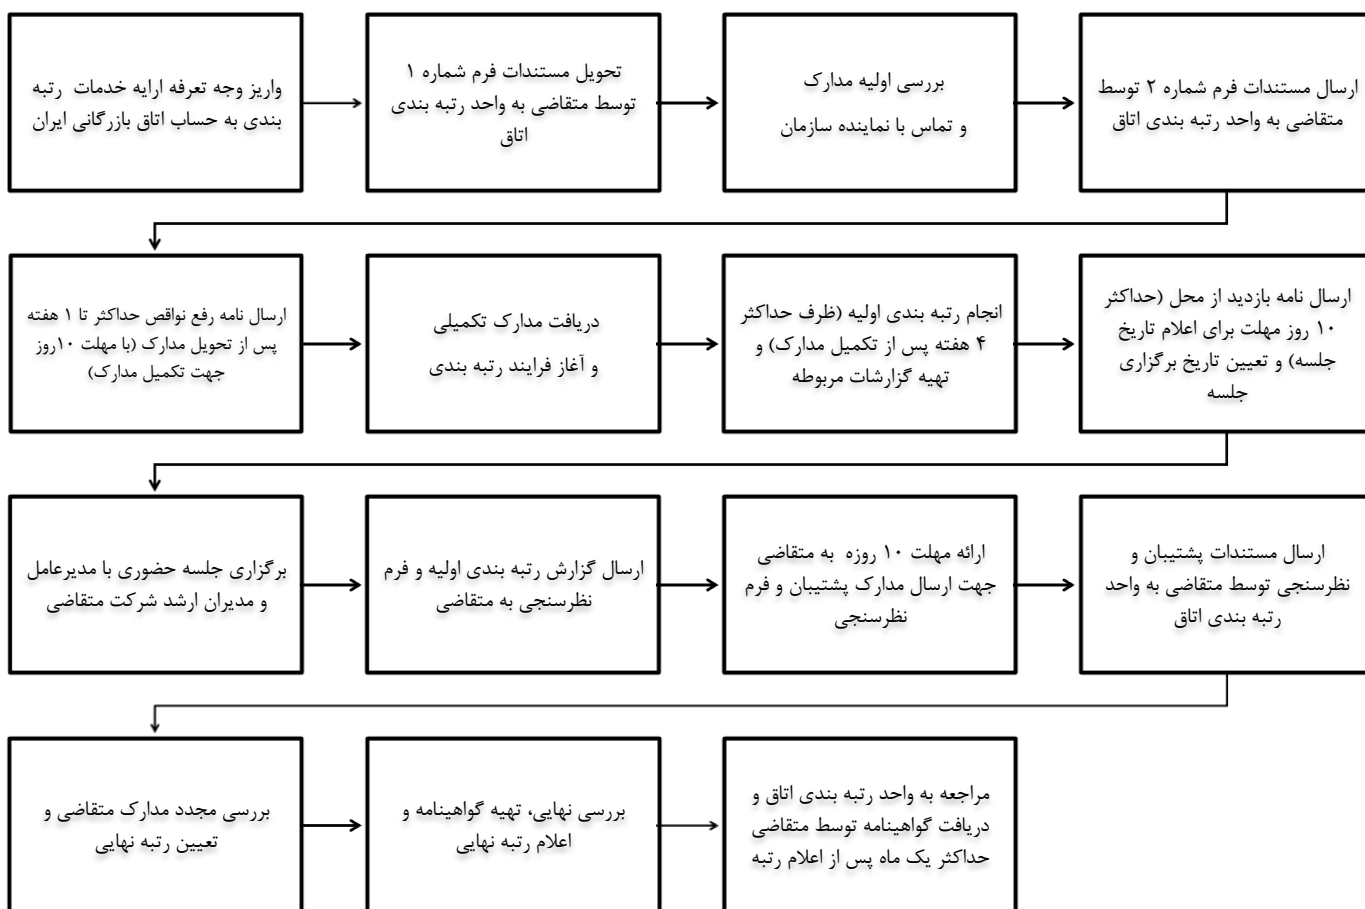 واریز وجه تعرفه ارایه خدمات رتبه
بندی به حساب اتاق بازرگانی ایران
تحویل مستندات فرم شماره ۱
توسط متقاضی به واحد رتبه بندی
اتاق
بررسی اولیه مدارک
و تماس با نماینده سازمان
ارسال مستندات فرم شماره ۲ توسط
متقاضی به واحد رتبه بندی اتاق
ارسال نامه رفع نواقص حداکثر تا ۱ هفته
پس از تحویل مدارک (با مهلت ۱۰روز
جهت تکمیل مدارک)
دریافت مدارک تکمیلی
و آغاز فرایند رتبه بندی
انجام رتبه بندی اولیه (ظرف حداکثر
۴ هفته پس از تکمیل مدارک) و
تهیه گزارشات مربوطه
ارسال نامه بازدید از محل (حداکثر
۱۰ روز مهلت برای اعلام تاریخ
جلسه) و تعیین تاریخ برگزاری
جلسه
برگزاری جلسه حضوری با مدیرعامل
و مدیران ارشد شرکت متقاضی
ارسال گزارش رتبه بندی اولیه و فرم
نظرسنجی به متقاضی
ارائه مهلت ۱۰ روزه به متقاضی
جهت ارسال مدارک پشتیبان و فرم
نظرسنجی
ارسال مستندات پشتیبان و
نظرسنجی توسط متقاضی به واحد
رتبه بندی اتاق
بررسی مجدد مدارک متقاضی و
تعیین رتبه نهایی
بررسی نهایی، تهیه گواهینامه و
اعلام رتبه نهایی
مراجعه به واحد رتبه بندی اتاق و
دریافت گواهینامه توسط متقاضی
حداکثر یک ماه پس از اعلام رتبه